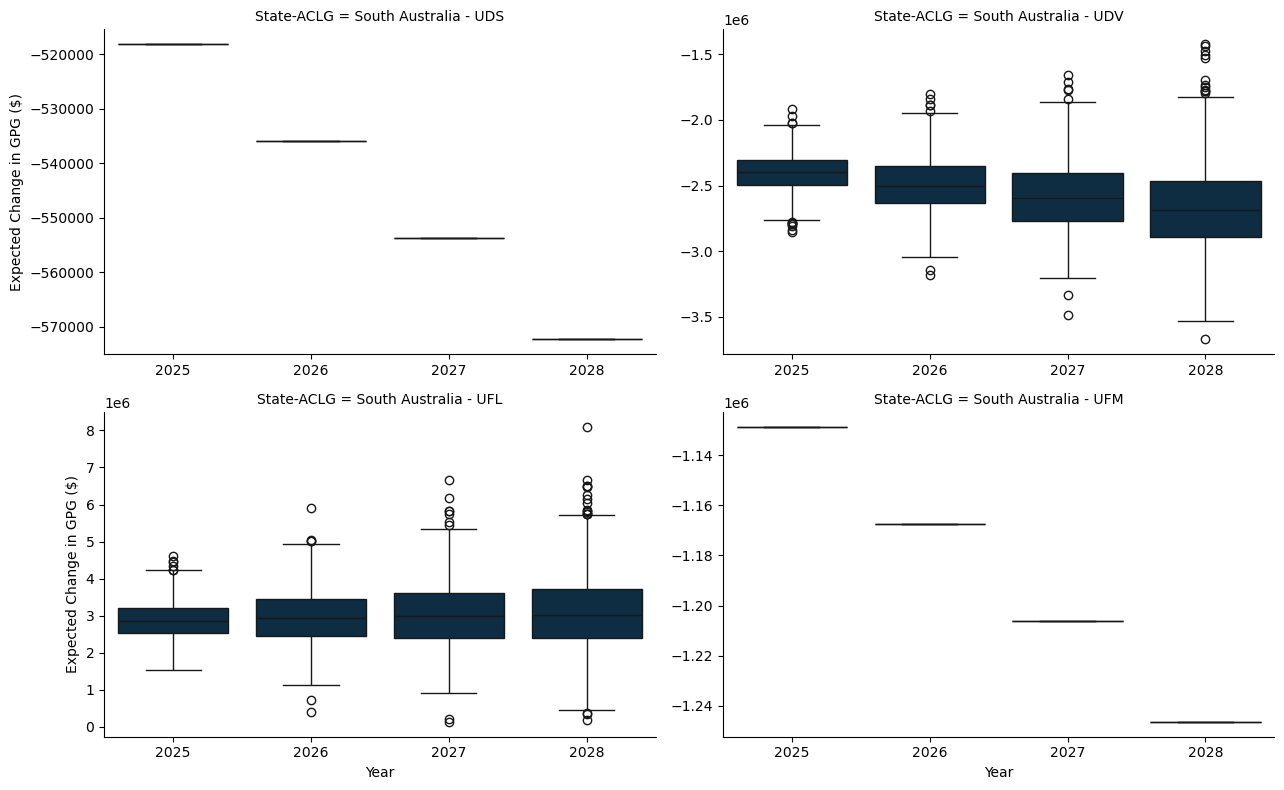 State-ACLG = South Australia - UDS
Expected Change in GPG ($)
−520000
−530000
−540000
−550000
−560000
−570000
2025 2026 2027 2028
State-ACLG = South Australia - UDV
1e6
−1.5
−2.0
−2.5
−3.0
−3.5
2025 2026 2027 2028
State-ACLG = South Australia - UFL
1e6
Expected Change in GPG ($)
8
7
6
5
4
3
2
1
0
2025 2026 2027 2028
Year
State-ACLG = South Australia - UFM
1e6
−1.14
−1.16
−1.18
−1.20
−1.22
−1.24
2025 2026 2027 2028
Year